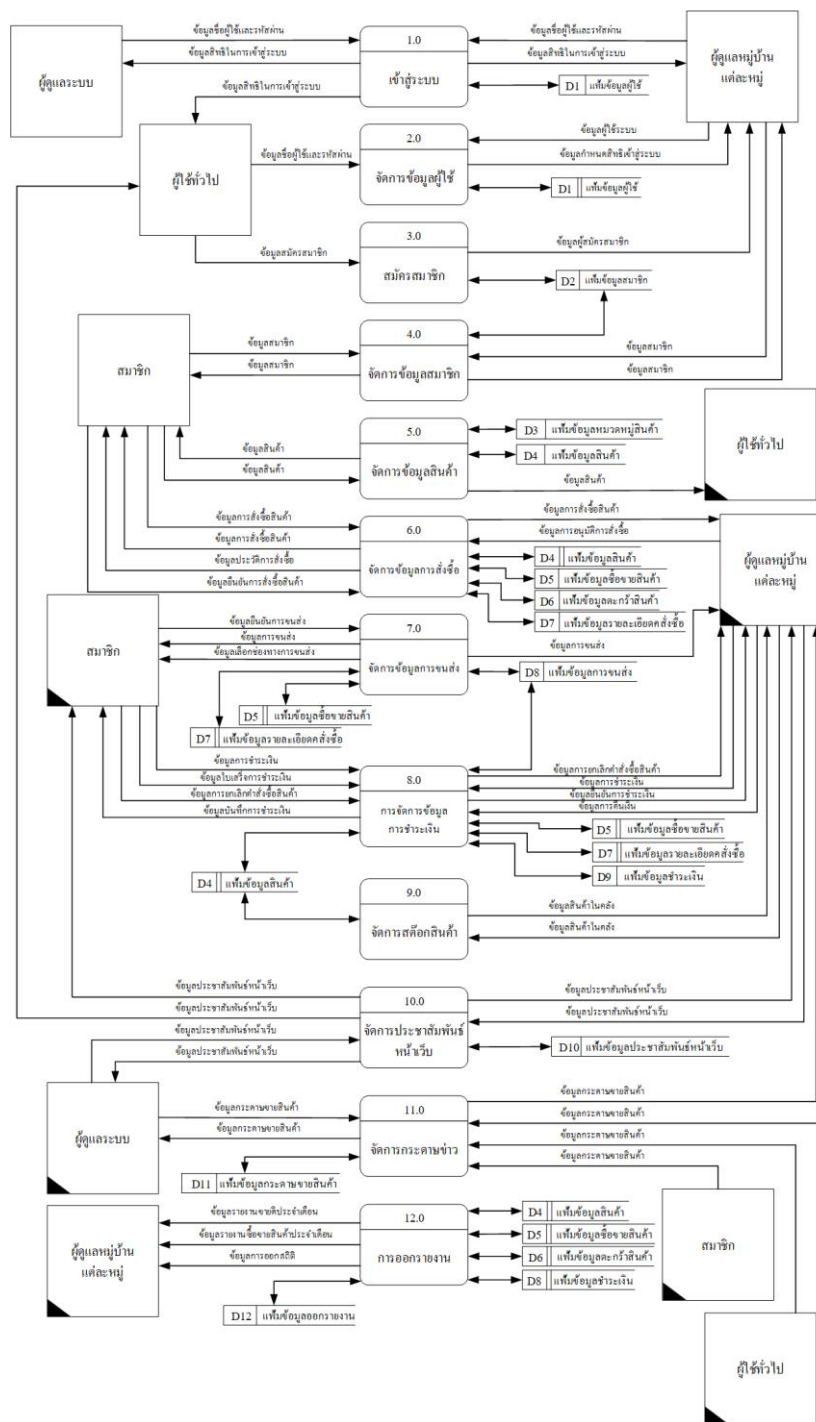 ข้อมูลชื่อผู้ใช้และรหัสผ่าน
1.0
ข้อมูลชื่อผู้ใช้และรหัสผ่าน
ผู้ดูแลระบบ
ข้อมูลสิทธิในการเข้าสู่ระบบ
เข้าสู่ระบบ
ข้อมูลสิทธิในการเข้าสู่ระบบ
ผู้ดูแลหมู่บ้าน
แต่ละหมู่
ข้อมูลสิทธิในการเข้าสู่ระบบ
D1 แฟ้มข้อมูลผู้ใช้
ผู้ใช้ทั่วไป
ข้อมูลชื่อผู้ใช้และรหัสผ่าน
2.0
จัดการข้อมูลผู้ใช้
ข้อมูลผู้ใช้ระบบ
ข้อมูลกำหนดสิทธิเข้าสู่ระบบ
D1 แฟ้มข้อมูลผู้ใช้
ข้อมูลสมัครสมาชิก
3.0
สมัครสมาชิก
ข้อมูลผู้สมัครสมาชิก
D2 แฟ้มข้อมูลสมาชิก
สมาชิก
ข้อมูลสมาชิก
ข้อมูลสมาชิก
4.0
จัดการข้อมูลสมาชิก
ข้อมูลสมาชิก
ข้อมูลสมาชิก
ข้อมูลสินค้า
ข้อมูลสินค้า
5.0
จัดการข้อมูลสินค้า
D3 แฟ้มข้อมูลหมวดหมู่สินค้า
D4 แฟ้มข้อมูลสินค้า
ข้อมูลสินค้า
ผู้ใช้ทั่วไป
ข้อมูลการสั่งซื้อสินค้า
ข้อมูลการสั่งซื้อสินค้า
ข้อมูลประวัติการสั่งซื้อ
ข้อมูลยืนยันการสั่งซื้อสินค้า
6.0
จัดการข้อมูลการสั่งซื้อ
ข้อมูลการสั่งซื้อสินค้า
ข้อมูลการอนุมัติการสั่งซื้อ
D4 แฟ้มข้อมูลสินค้า
D5 แฟ้มข้อมูลซื้อขายสินค้า
D6 แฟ้มข้อมูลตะกร้าสินค้า
D7 แฟ้มข้อมูลรายละเอียดคสั่งซื้อ
ผู้ดูแลหมู่บ้าน
แต่ละหมู่
สมาชิก
ข้อมูลยืนยันการขนส่ง
ข้อมูลการขนส่ง
ข้อมูลเลือกช่องทางการขนส่ง
7.0
จัดการข้อมูลการขนส่ง
ข้อมูลการขนส่ง
D8 แฟ้มข้อมูลการขนส่ง
D5 แฟ้มข้อมูลซื้อขายสินค้า
D7 แฟ้มข้อมูลรายละเอียดคสั่งซื้อ
ข้อมูลการชำระเงิน
ข้อมูลใบเสร็จการชำระเงิน
ข้อมูลการยกเลิกคำสั่งซื้อสินค้า
ข้อมูลบันทึกการชำระเงิน
8.0
การจัดการข้อมูล
การชำระเงิน
ข้อมูลการยกเลิกคำสั่งซื้อสินค้า
ข้อมูลการชำระเงิน
ข้อมูลยืนยันการชำระเงิน
ข้อมูลการคืนเงิน
D5 แฟ้มข้อมูลซื้อขายสินค้า
D7 แฟ้มข้อมูลรายละเอียดคสั่งซื้อ
D9 แฟ้มข้อมูลชำระเงิน
D4 แฟ้มข้อมูลสินค้า
9.0
จัดการสต๊อกสินค้า
ข้อมูลสินค้าในคลัง
ข้อมูลสินค้าในคลัง
ข้อมูลประชาสัมพันธ์หน้าเว็บ
ข้อมูลประชาสัมพันธ์หน้าเว็บ
ข้อมูลประชาสัมพันธ์หน้าเว็บ
ข้อมูลประชาสัมพันธ์หน้าเว็บ
10.0
จัดการประชาสัมพันธ์
หน้าเว็บ
ข้อมูลประชาสัมพันธ์หน้าเว็บ
ข้อมูลประชาสัมพันธ์หน้าเว็บ
D10 แฟ้มข้อมูลประชาสัมพันธ์หน้าเว็บ
ผู้ดูแลระบบ
ข้อมูลกระดานขายสินค้า
ข้อมูลกระดานขายสินค้า
11.0
จัดการกระดานข่าว
ข้อมูลกระดานขายสินค้า
ข้อมูลกระดานขายสินค้า
ข้อมูลกระดานขายสินค้า
ข้อมูลกระดานขายสินค้า
D11 แฟ้มข้อมูลกระดานขายสินค้า
ผู้ดูแลหมู่บ้าน
แต่ละหมู่
ข้อมูลรายงานขายดีประจำเดือน
ข้อมูลรายงานซื้อขายสินค้าประจำเดือน
ข้อมูลการออกสถิติ
12.0
การออกรายงาน
D4 แฟ้มข้อมูลสินค้า
D5 แฟ้มข้อมูลซื้อขายสินค้า
D6 แฟ้มข้อมูลตะกร้าสินค้า
D8 แฟ้มข้อมูลชำระเงิน
D12 แฟ้มข้อมูลออกรายงาน
สมาชิก
ผู้ใช้ทั่วไป